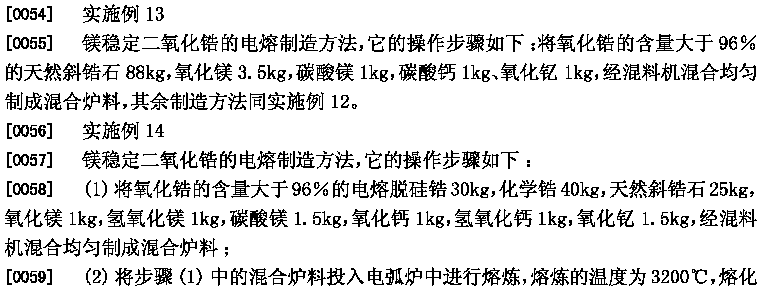 [0054] 实施例 13
[0055] 镁稳定二氧化锆的电熔制造方法,它的操作步骤如下:将氧化锆的含量大于 96%
的天然斜锆石 88kg,氧化镁 3.5kg,碳酸镁 1kg,碳酸钙 1kg、氧化钇 1kg,经混料机混合均匀
制成混合炉料,其余制造方法同实施例 12。
[0056] 实施例 14
[0057] 镁稳定二氧化锆的电熔制造方法,它的操作步骤如下:
[0058] (1) 将氧化锆的含量大于 96%的电熔脱硅锆 30kg,化学锆 40kg,天然斜锆石 25kg,
氧化镁 1kg,氢氧化镁 1kg,碳酸镁 1.5kg,氧化钙 1kg,氢氧化钙 1kg,氧化钇 1.5kg,经混料
机混合均匀制成混合炉料;
[0059] (2) 将步骤 (1) 中的混合炉料投入电弧炉中进行熔炼,熔炼的温度为 3200℃,熔化